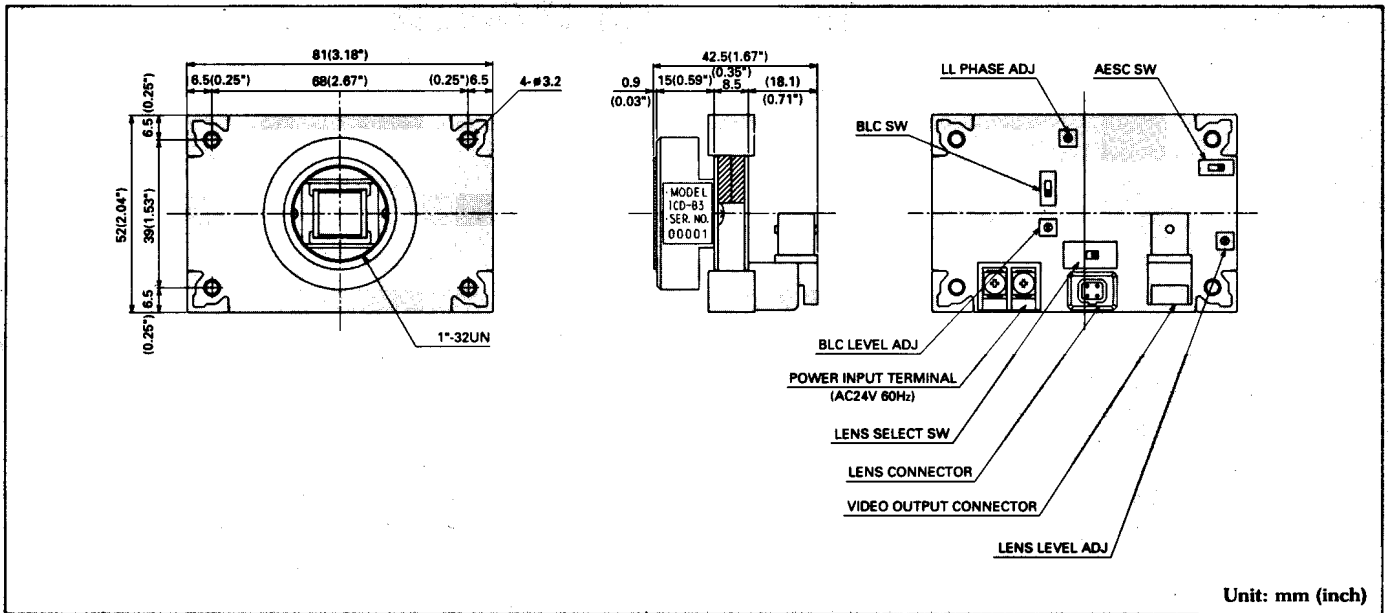 81(3.18")
6.5(0.25")
68(2.67")
(0.25")6.5
4-ø3.2
6.5 (0.25")
52(2.04")
39(1.53")
6.5
(0.25")
1"-32UN
42.5(1.67")
(0.35")
0.9
15(0.59")
8.5
(18.1)
(0.03")
(0.71")
·MODEL
ICD-83
·SER. NO.
00001
LL PHASE ADJ
AESC SW
BLC SW
BLC LEVEL ADJ
POWER INPUT TERMINAL
(AC24V 60Hz)
LENS SELECT SW
LENS CONNECTOR
VIDEO OUTPUT CONNECTOR
LENS LEVEL ADJ
Unit: mm (inch)